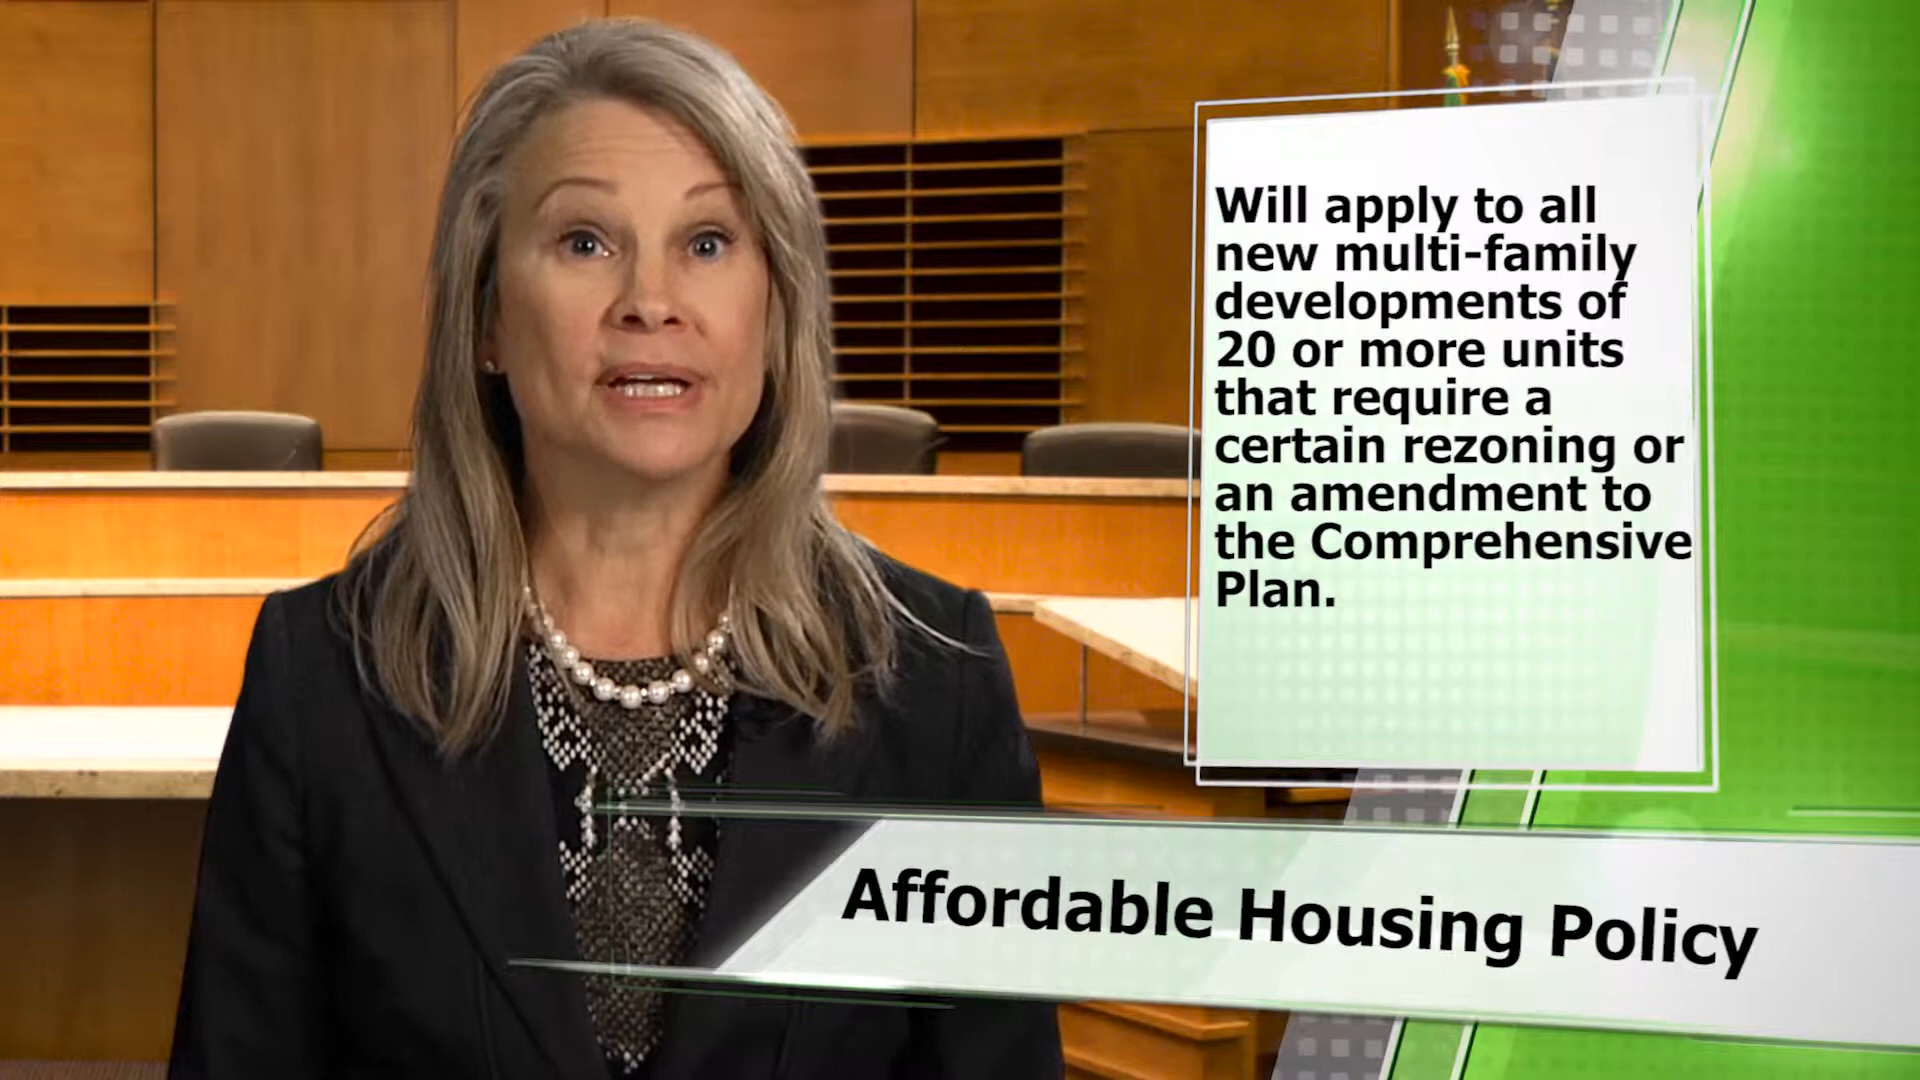 Will apply to all
new multi-family
developments of
20 or more units
that require a
certain rezoning or
an amendment to
the Comprehensive
Plan.
Affordable Housing Policy